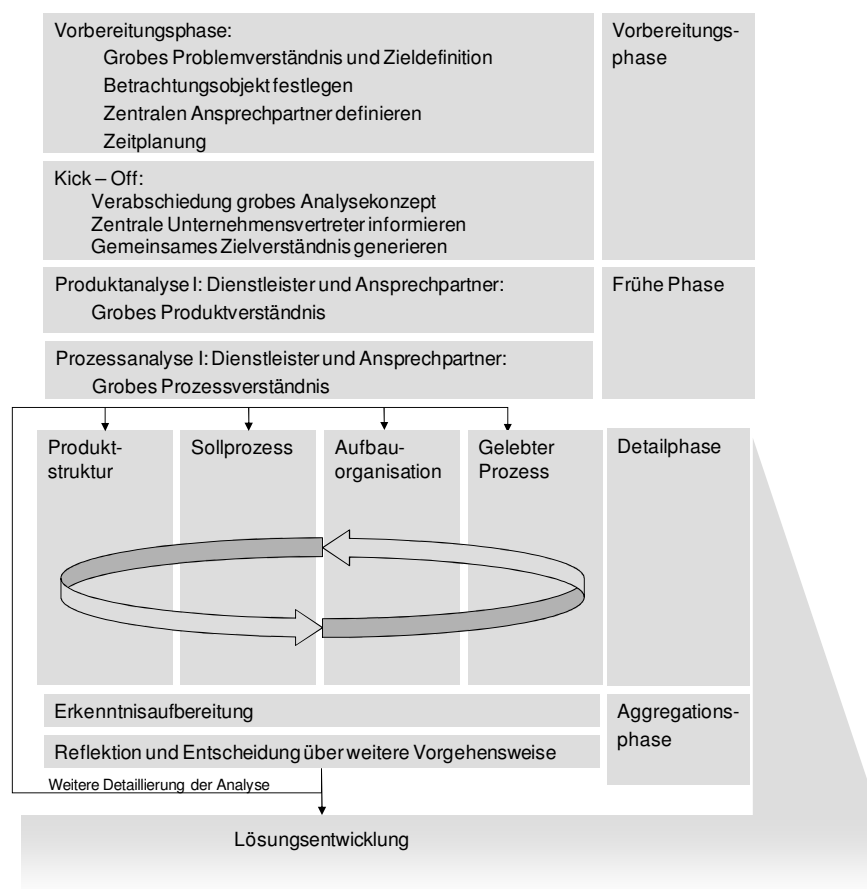 Vorbereitungsphase:
Grobes Problemverständnis und Zieldefinition
Betrachtungsobjekt festlegen
Zentralen Ansprechpartner definieren
Zeitplanung
Vorbereitungs-
phase
Kick – Off:
Verabschiedung grobes Analysekonzept
Zentrale Unternehmensvertreter informieren
Gemeinsames Zielverständnis generieren
Produktanalyse I: Dienstleister und Ansprechpartner:
Grobes Produktverständnis
Frühe Phase
Prozessanalyse I: Dienstleister und Ansprechpartner:
Grobes Prozessverständnis
Produkt-
struktur
Sollprozess
Aufbau-
organisation
Gelebter
Prozess
Detailphase
Erkenntnisaufbereitung
Reflektion und Entscheidung über weitere Vorgehensweise
Aggregations-
phase
Weitere Detaillierung der Analyse
Lösungsentwicklung